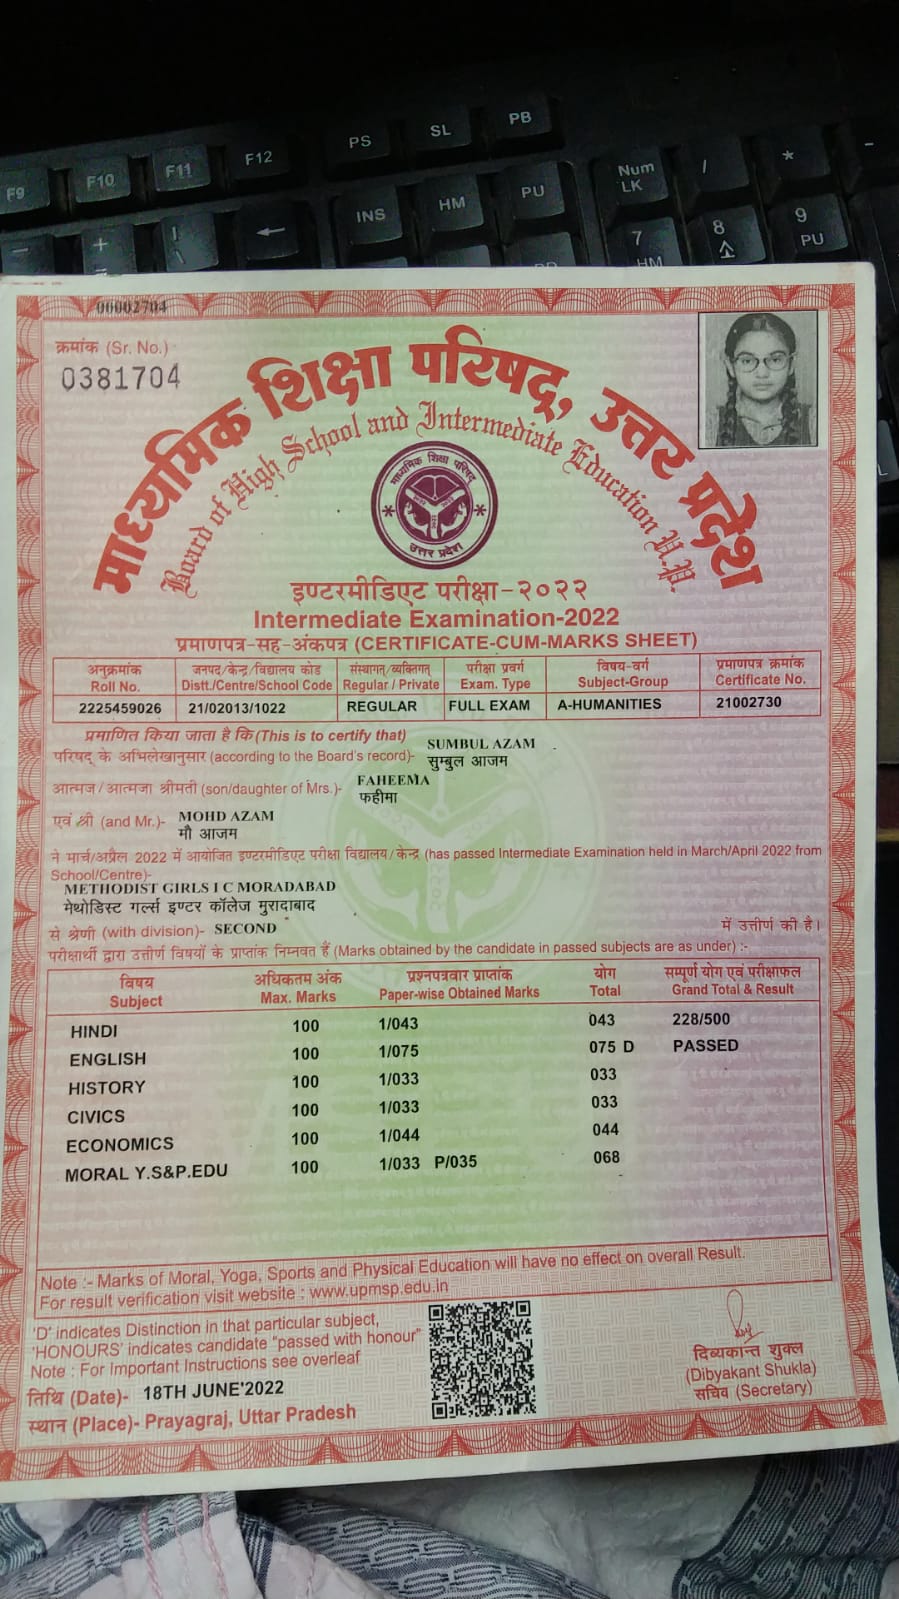 PS SL PB
F9 F10 F11 F12
INS HM PU
Num LK / * -
7 HM 8 9 PU
00002704
क्रमांक (Sr. No.)
0381704
माध्यमिक शिक्षा परिषद्, उत्तर प्रदेश
Board of High School and Intermediate Education U.P.
माध्यमिक शिक्षा परिषद
उत्तर प्रदेश
इण्टरमीडिएट परीक्षा-२०२२
Intermediate Examination-2022
प्रमाणपत्र-सह-अंकपत्र (CERTIFICATE-CUM-MARKS SHEET)
अनुक्रमांक जनपद/केन्द्र/विद्यालय कोड संस्थागत/व्यक्तिगत परीक्षा प्रवर्ग विषय-वर्ग प्रमाणपत्र क्रमांक
Roll No. Distt./Centre/School Code Regular / Private Exam. Type Subject-Group Certificate No.
2225459026 21/02013/1022 REGULAR FULL EXAM A-HUMANITIES 21002730
प्रमाणित किया जाता है कि(This is to certify that)
परिषद् के अभिलेखानुसार (according to the Board's record)- SUMBUL AZAM
सुम्बुल आजम
आत्मज/आत्मजा श्रीमती (son/daughter of Mrs.)- FAHEEMA
फहीमा
एवं श्री (and Mr.)- MOHD AZAM
मौ आजम
ने मार्च/अप्रैल 2022 में आयोजित इण्टरमीडिएट परीक्षा विद्यालय/केन्द्र (has passed Intermediate Examination held in March/April 2022 from
School/Centre)-
METHODIST GIRLS I C MORADABAD
मेथोडिस्ट गर्ल्स इण्टर कॉलेज मुरादाबाद
से श्रेणी (with division)- SECOND में उत्तीर्ण की है।
परीक्षार्थी द्वारा उत्तीर्ण विषयों के प्राप्तांक निम्नवत हैं (Marks obtained by the candidate in passed subjects are as under) :-
विषय अधिकतम अंक प्रश्नपत्रवार प्राप्तांक योग सम्पूर्ण योग एवं परीक्षाफल
Subject Max. Marks Paper-wise Obtained Marks Total Grand Total & Result
HINDI 100 1/043 043 228/500
ENGLISH 100 1/075 075 D PASSED
HISTORY 100 1/033 033
CIVICS 100 1/033 033
ECONOMICS 100 1/044 044
MORAL Y.S&P.EDU 100 1/033 P/035 068
Note :- Marks of Moral, Yoga, Sports and Physical Education will have no effect on overall Result.
For result verification visit website : www.upmsp.edu.in
'D' indicates Distinction in that particular subject,
'HONOURS' indicates candidate "passed with honour"
Note : For Important Instructions see overleaf
तिथि (Date)- 18TH JUNE'2022
स्थान (Place)- Prayagraj, Uttar Pradesh
दिव्यकान्त शुक्ल
(Dibyakant Shukla)
सचिव (Secretary)